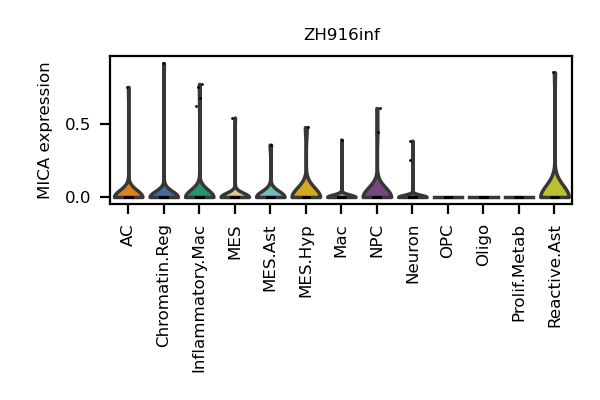 ZH916inf
MICA expression
0.5
0.0
AC
Chromatin.Reg
Inflammatory.Mac
MES
MES.Ast
MES.Hyp
Mac
NPC
Neuron
OPC
Oligo
Prolif.Metab
Reactive.Ast